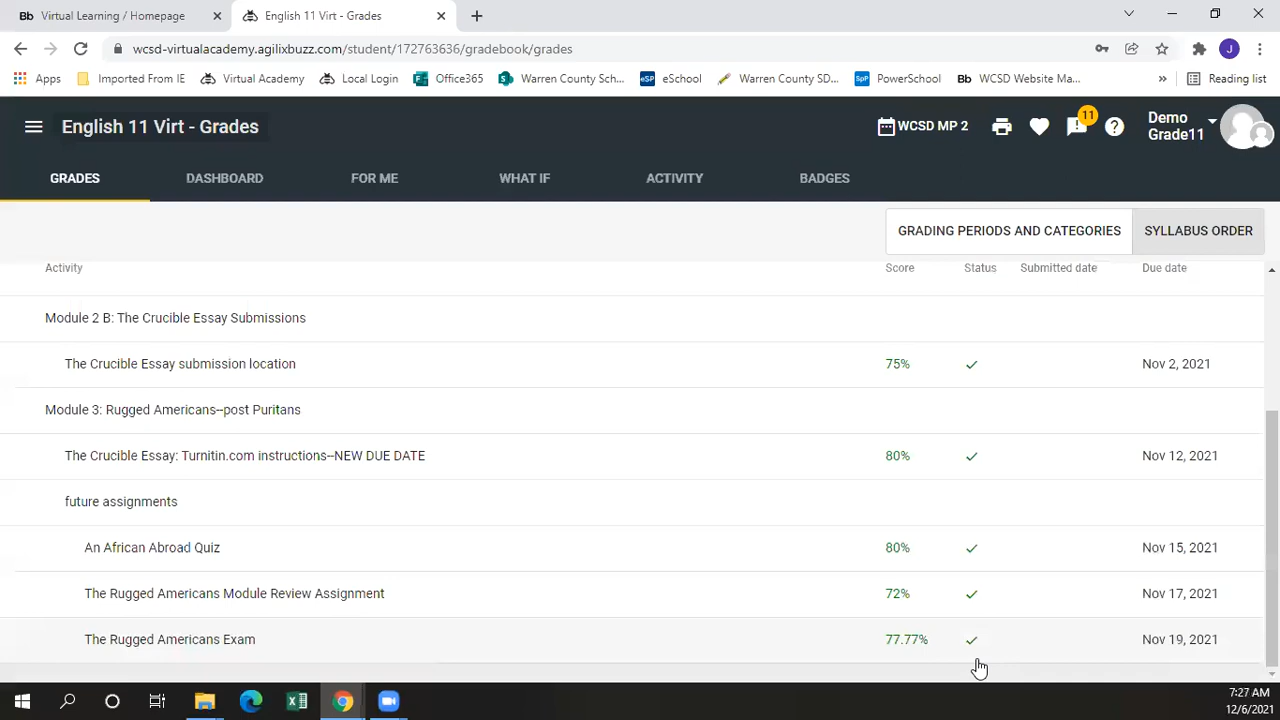 Bb Virtual Learning / Homepage
English 11 Virt - Grades
wcsd-virtualacademy.agilixbuzz.com/student/172763636/gradebook/grades
J
Apps
Imported From IE
Virtual Academy
Local Login
Office365
Warren County Sch...
eSP eSchool
Warren County SD...
SpP PowerSchool
Bb WCSD Website Ma...
»
Reading list
English 11 Virt - Grades
WCSD MP 2
11
Demo
Grade11
GRADES DASHBOARD FOR ME WHAT IF ACTIVITY BADGES
GRADING PERIODS AND CATEGORIES SYLLABUS ORDER
Activity Score Status Submitted date Due date
Module 2 B: The Crucible Essay Submissions
The Crucible Essay submission location 75% Nov 2, 2021
Module 3: Rugged Americans--post Puritans
The Crucible Essay: Turnitin.com instructions--NEW DUE DATE 80% Nov 12, 2021
future assignments
An African Abroad Quiz 80% Nov 15, 2021
The Rugged Americans Module Review Assignment 72% Nov 17, 2021
The Rugged Americans Exam 77.77% Nov 19, 2021
7:27 AM
12/6/2021